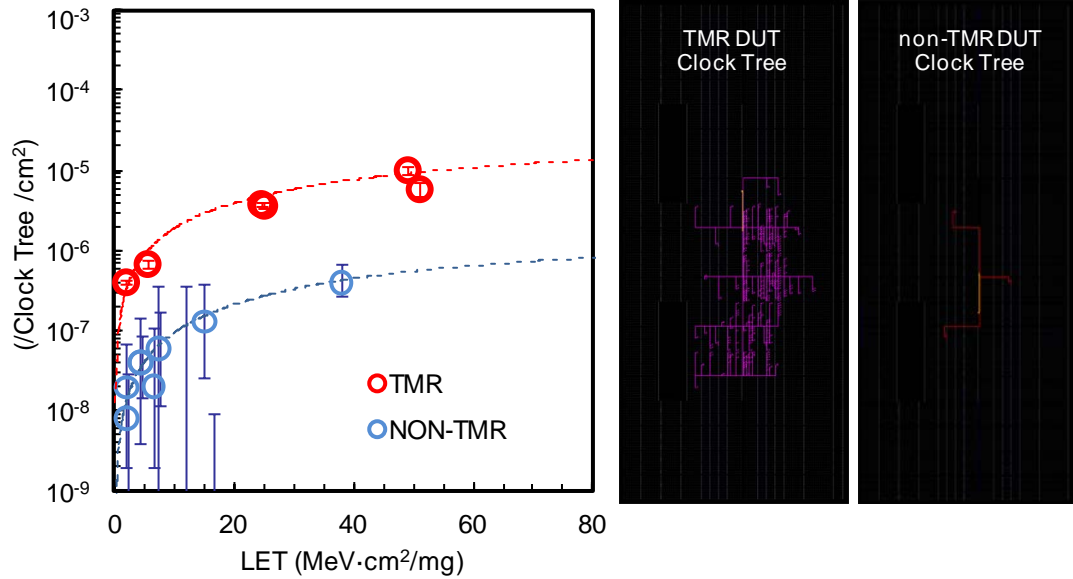 10-3
10-4
10-5
10-6
10-7
10-8
10-9
(/Clock Tree /cm2)
0
20
40
60
80
LET (MeV·cm2/mg)
TMR
NON-TMR
TMR DUT
Clock Tree
non-TMR DUT
Clock Tree